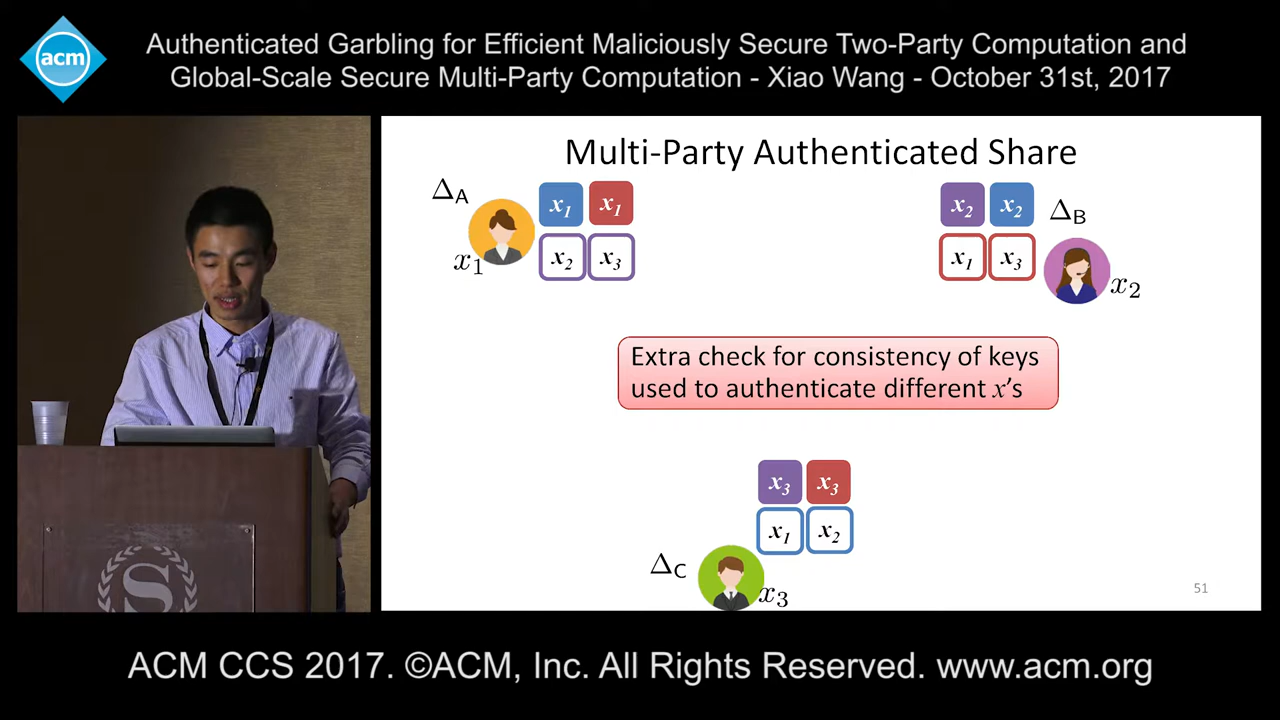 acm
Authenticated Garbling for Efficient Maliciously Secure Two-Party Computation and
Global-Scale Secure Multi-Party Computation - Xiao Wang - October 31st, 2017
Multi-Party Authenticated Share
Δ_A
x₁ x₁
x₂ x₃
x₁
x₂ x₂
Δ_B
x₁ x₃
x₂
Extra check for consistency of keys
used to authenticate different x's
x₃ x₃
x₁ x₂
Δ_C
x₃
51
S
ACM CCS 2017. ©ACM, Inc. All Rights Reserved. www.acm.org